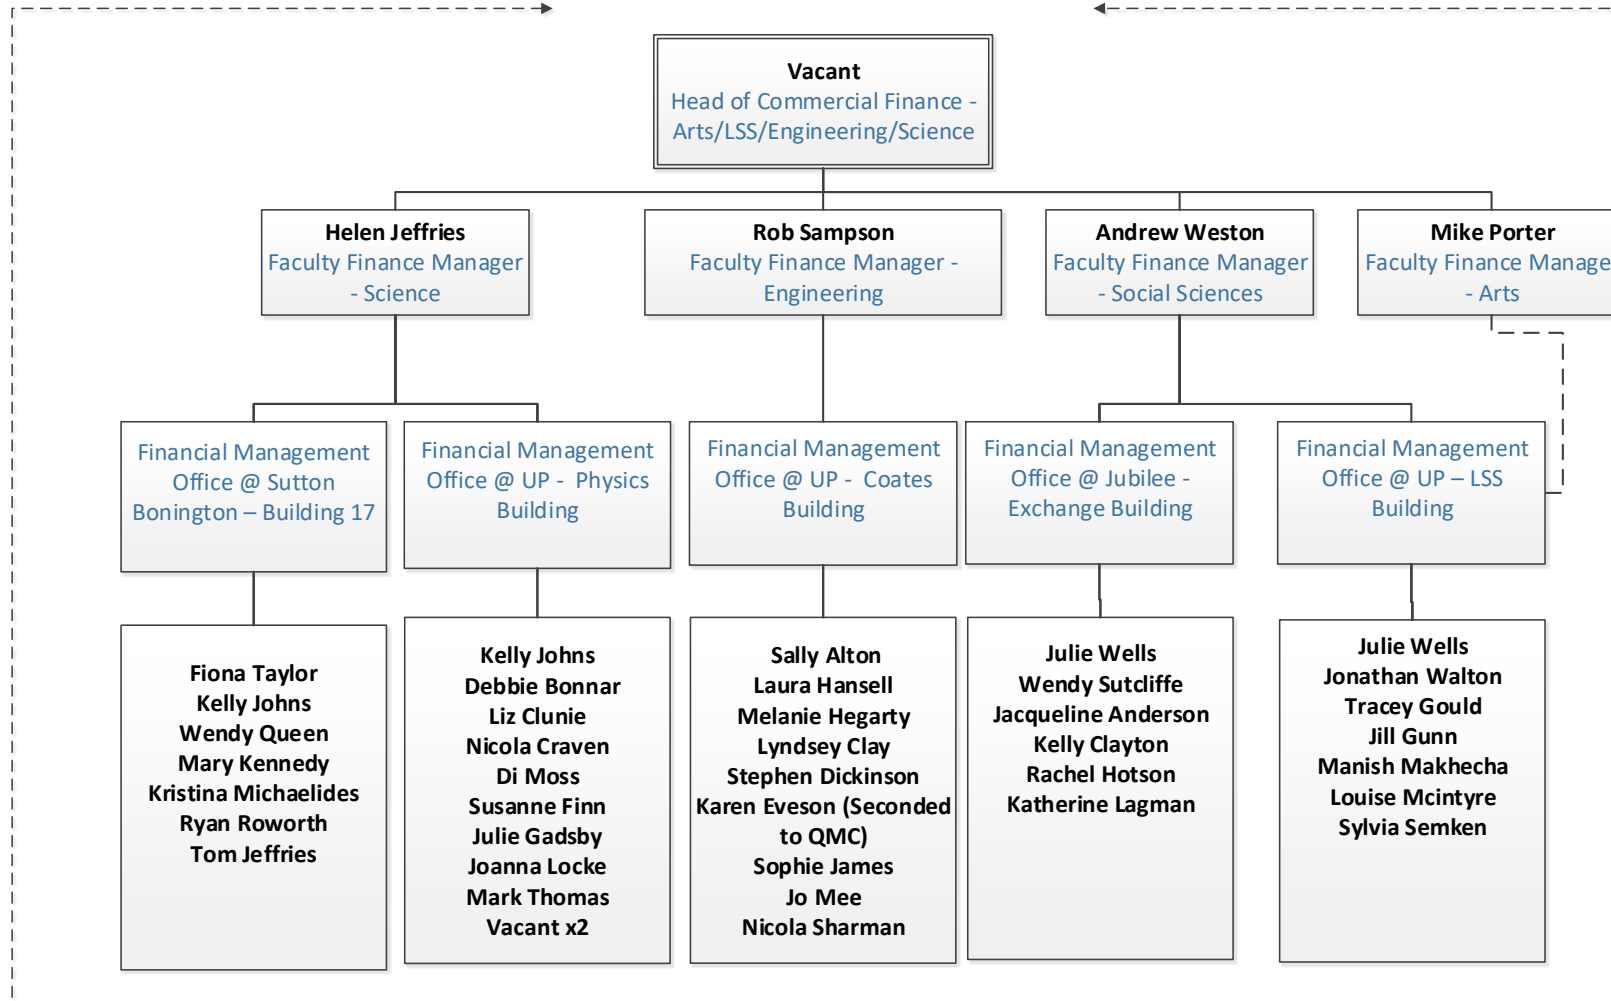 Vacant
Head of Commercial Finance -
Arts/LSS/Engineering/Science
Helen Jeffries
Faculty Finance Manager
- Science
Rob Sampson
Faculty Finance Manager -
Engineering
Andrew Weston
Faculty Finance Manager
- Social Sciences
Mike Porter
Faculty Finance Manage
- Arts
Financial Management
Office @ Sutton
Bonington – Building 17
Financial Management
Office @ UP - Physics
Building
Financial Management
Office @ UP - Coates
Building
Financial Management
Office @ Jubilee -
Exchange Building
Financial Management
Office @ UP – LSS
Building
Fiona Taylor
Kelly Johns
Wendy Queen
Mary Kennedy
Kristina Michaelides
Ryan Roworth
Tom Jeffries
Kelly Johns
Debbie Bonnar
Liz Clunie
Nicola Craven
Di Moss
Susanne Finn
Julie Gadsby
Joanna Locke
Mark Thomas
Vacant x2
Sally Alton
Laura Hansell
Melanie Hegarty
Lyndsey Clay
Stephen Dickinson
Karen Eveson (Seconded
to QMC)
Sophie James
Jo Mee
Nicola Sharman
Julie Wells
Wendy Sutcliffe
Jacqueline Anderson
Kelly Clayton
Rachel Hotson
Katherine Lagman
Julie Wells
Jonathan Walton
Tracey Gould
Jill Gunn
Manish Makhecha
Louise Mcintyre
Sylvia Semken